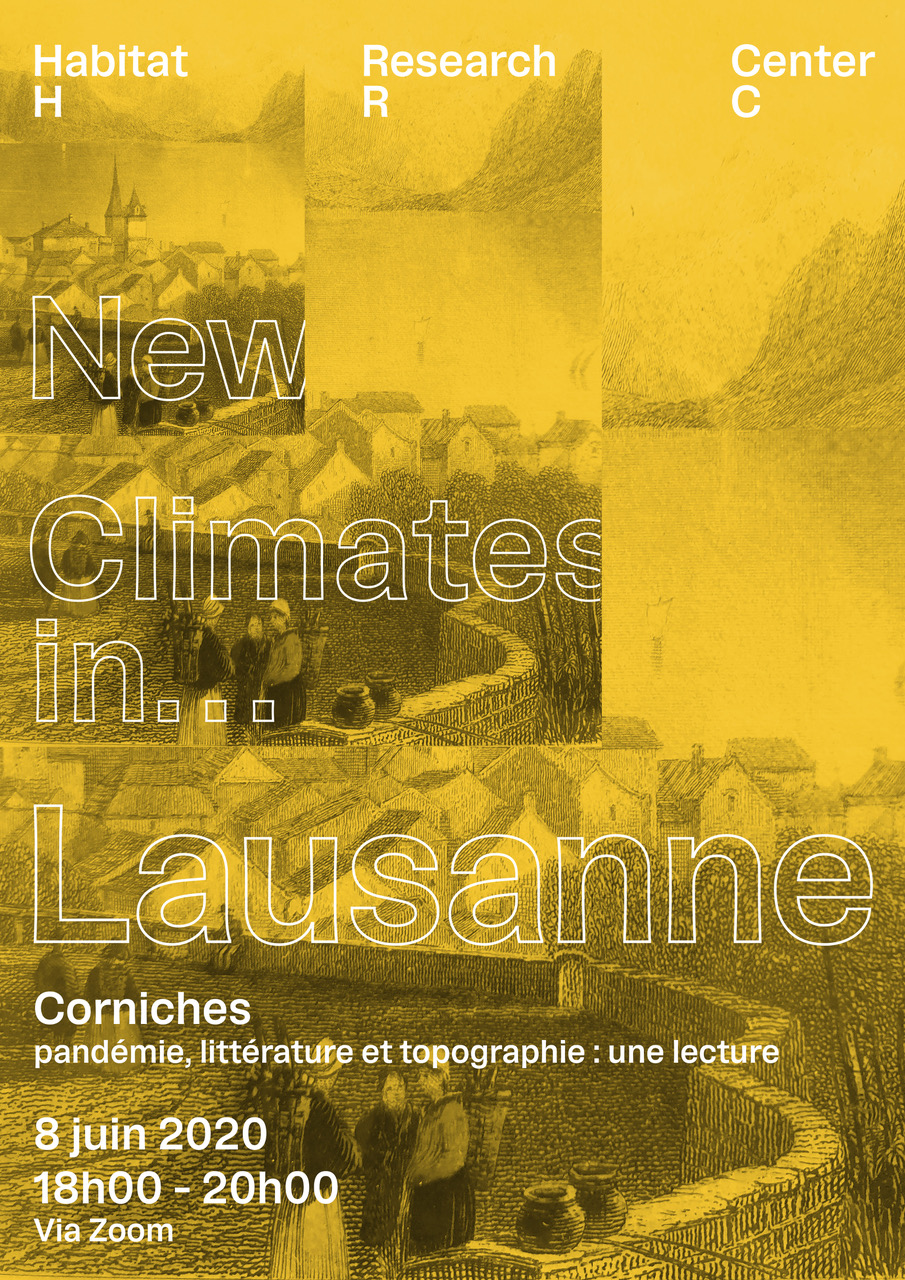 Habitat Research Center
H R C
New
Climates
in...
Lausanne
Corniches
pandémie, littérature et topographie : une lecture
8 juin 2020
18h00 - 20h00
Via Zoom